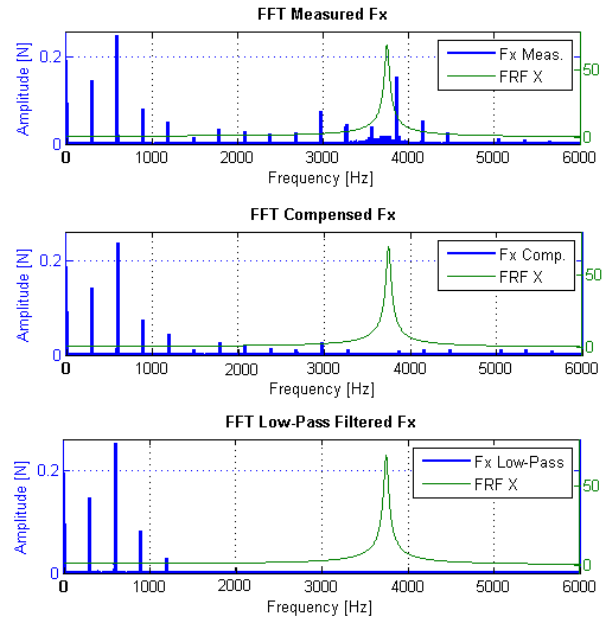 FFT Measured Fx
Amplitude [N]
0.2
0
50
0
Fx Meas.
FRF X
0 1000 2000 3000 4000 5000 6000
Frequency [Hz]
FFT Compensed Fx
Amplitude [N]
0.2
0
50
0
Fx Comp.
FRF X
0 1000 2000 3000 4000 5000 6000
Frequency [Hz]
FFT Low-Pass Filtered Fx
Amplitude [N]
0.2
0
50
0
Fx Low-Pass
FRF X
0 1000 2000 3000 4000 5000 6000
Frequency [Hz]